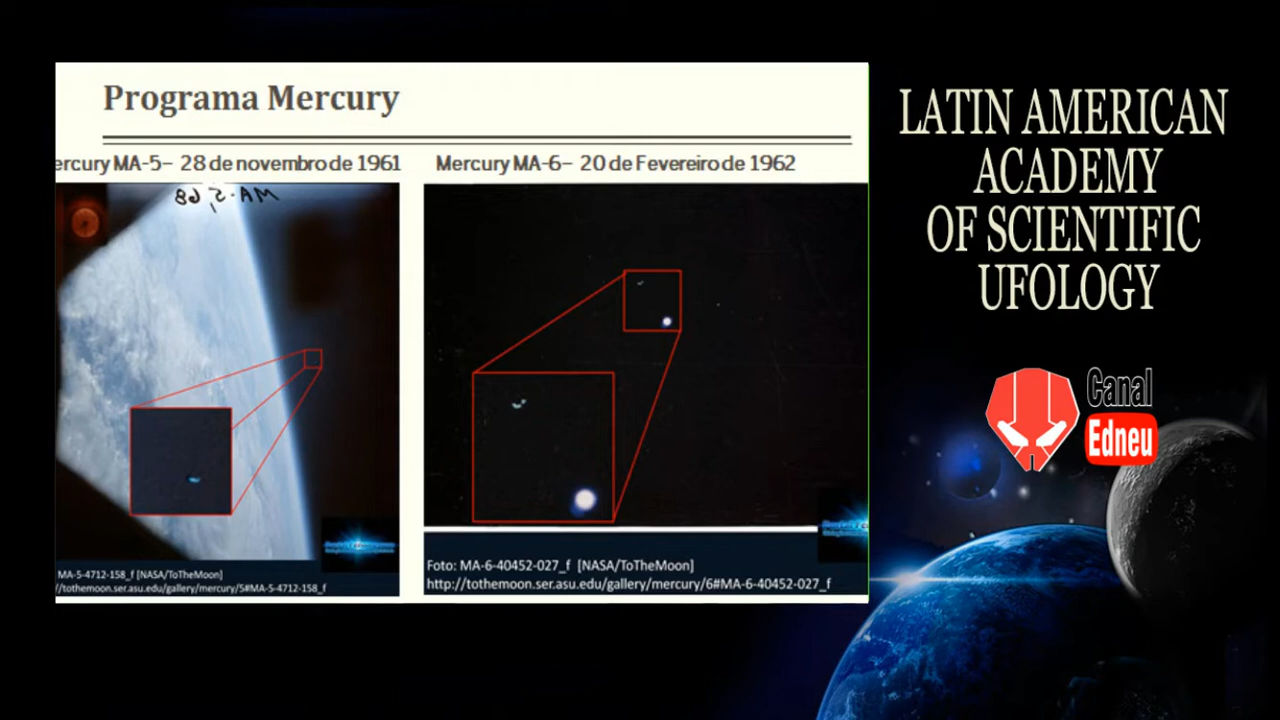 Programa Mercury
ercury MA-5– 28 de novembro de 1961
Mercury MA-6– 20 de Fevereiro de 1962
MA-5, 68
MA-5-4712-158_f [NASA/ToTheMoon]
//tothemoon.ser.asu.edu/gallery/mercury/5#MA-5-4712-158_f
Foto: MA-6-40452-027_f [NASA/ToTheMoon]
http://tothemoon.ser.asu.edu/gallery/mercury/6#MA-6-40452-027_f
LATIN AMERICAN
ACADEMY
OF SCIENTIFIC
UFOLOGY
Canal
Edneu